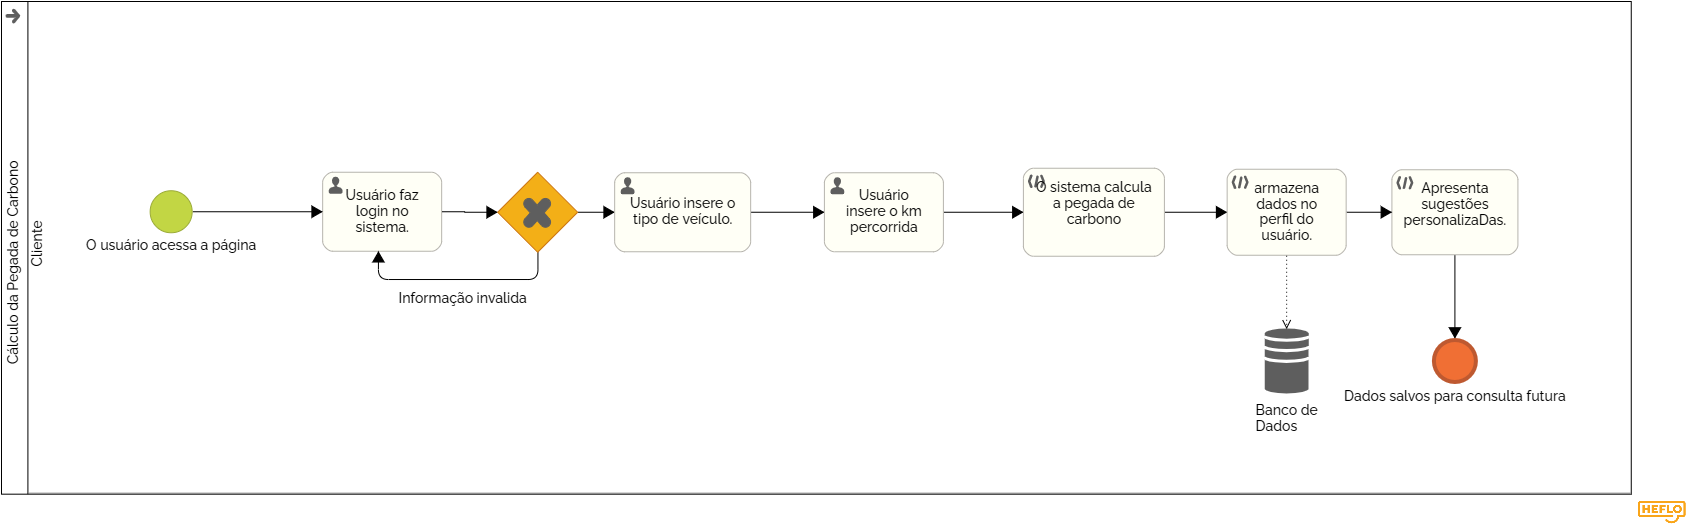 Cálculo da Pegada de Carbono
Cliente
O usuário acessa a página
Usuário faz
login no
sistema.
Informação invalida
Usuário insere o
tipo de veículo.
Usuário
insere o km
percorrida
O sistema calcula
a pegada de
carbono
armazena
dados no
perfil do
usuário.
Apresenta
sugestões
personalizaDas.
Banco de
Dados
Dados salvos para consulta futura
HEFLO